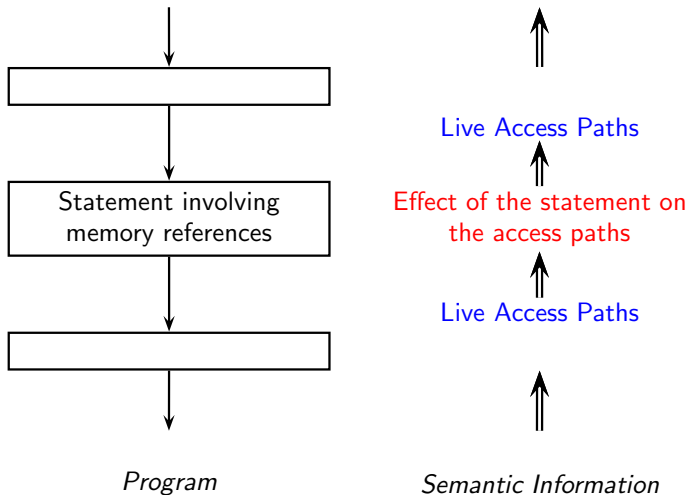 Live Access Paths
Statement involving
memory references
Effect of the statement on
the access paths
Live Access Paths
Program
Semantic Information